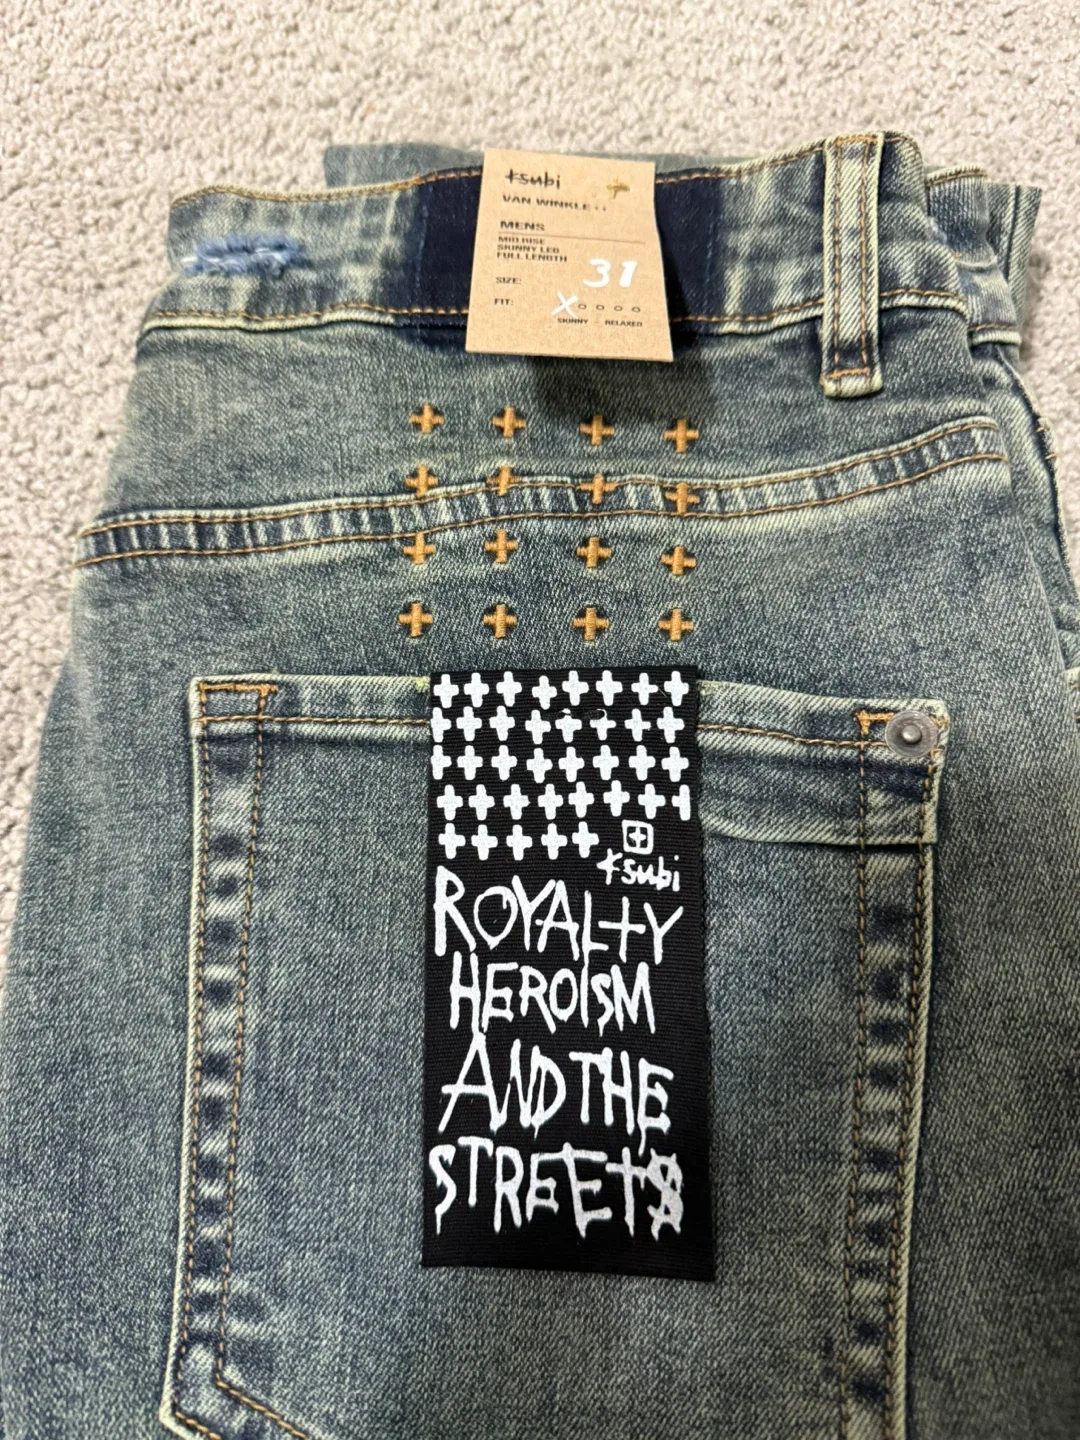 ksubi
VAN WINKLE
MENS
MID RISE
SKINNY LEG
FULL LENGTH
SIZE: 31
FIT: X o o o o
SKINNY - RELAXED
ksubi
ROYALTY
HEROISM
AND THE
STREET$